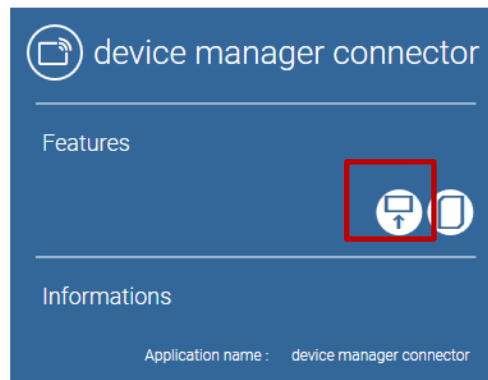 device manager connector
Features
Informations
Application name : device manager connector